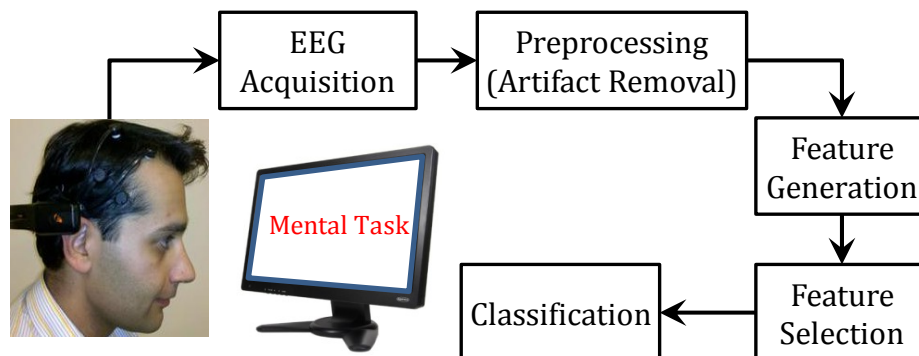 EEG
Acquisition
Preprocessing
(Artifact Removal)
Feature
Generation
Mental Task
Classification
Feature
Selection